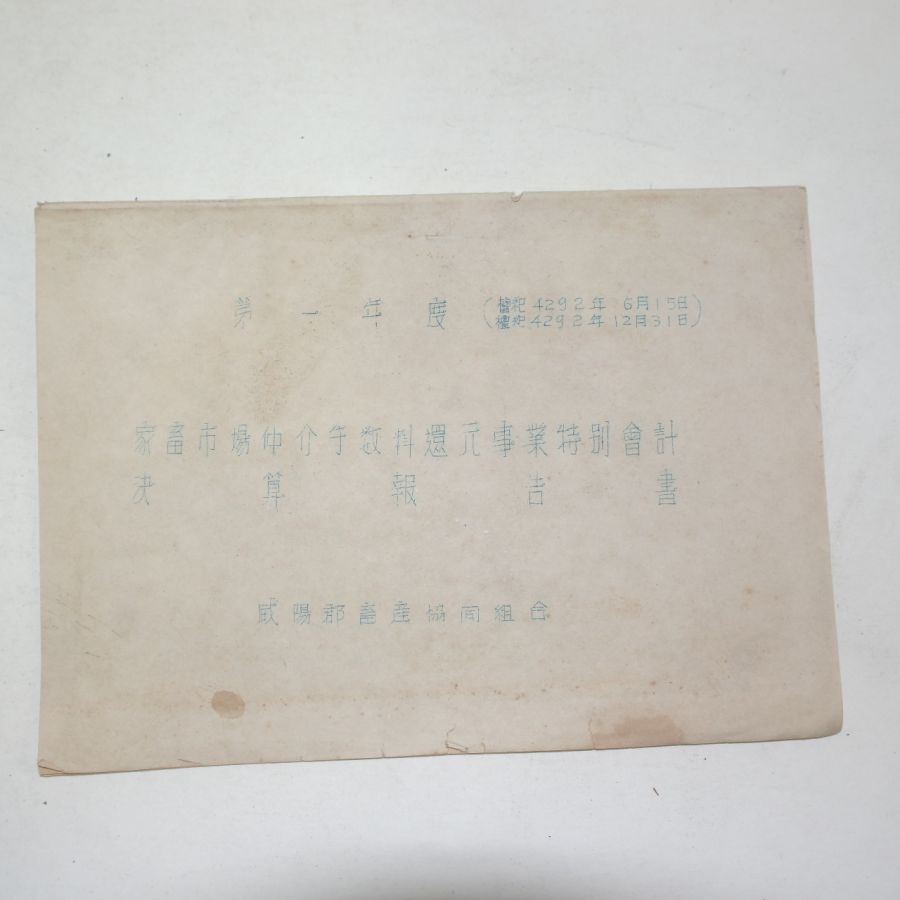 第一年度 (檀紀 4292年 6月15日
檀紀 4292年 12月31日)
家畜市場仲介手数料還元事業特別會計
决算報告書
咸陽郡畜産協同組合